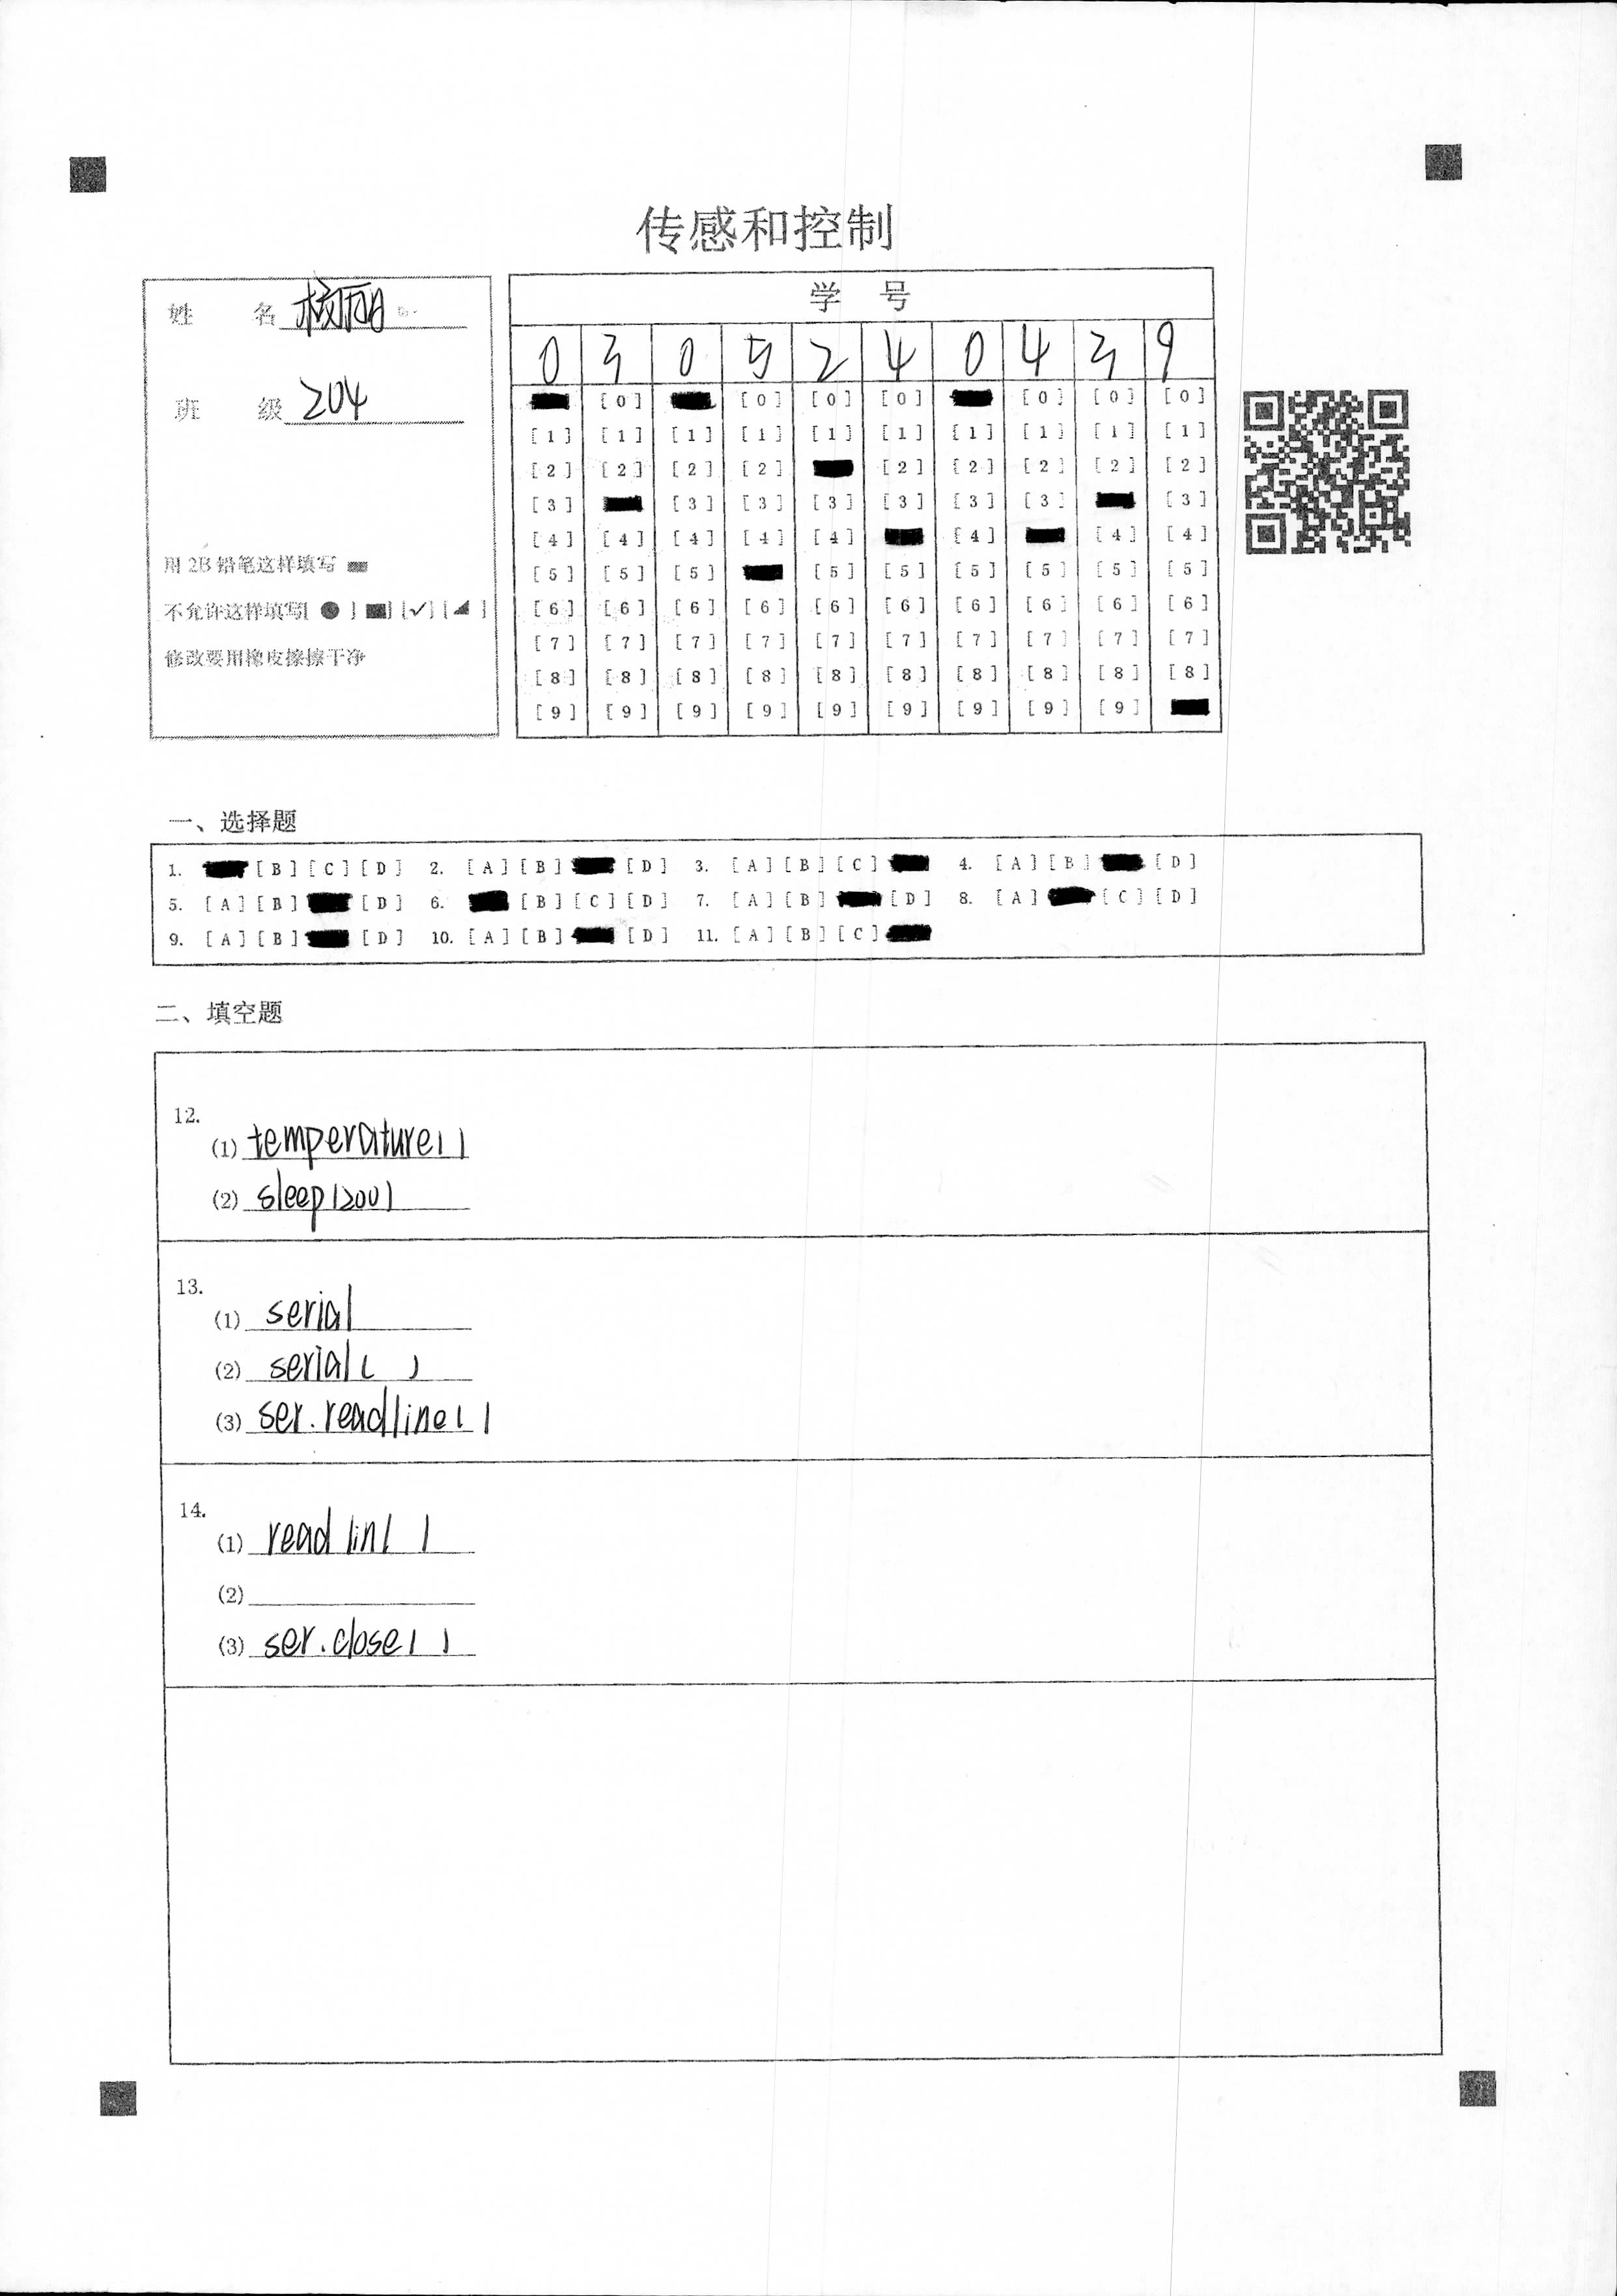 传感和控制
姓 名 杨丽
班 级 204
用 2B 铅笔这样填写
不允许这样填写[ ● ] [■] [✓] [◢ ]
修改要用橡皮擦擦干净
学 号
0 3 0 5 2 4 0 4 3 9
[0] [0] [0] [0] [0] [0]
[1] [1] [1] [1] [1] [1] [1] [1] [1] [1]
[2] [2] [2] [2] [2] [2] [2] [2] [2]
[3] [3] [3] [3] [3] [3] [3] [3]
[4] [4] [4] [4] [4] [4] [4] [4]
[5] [5] [5] [5] [5] [5] [5] [5] [5]
[6] [6] [6] [6] [6] [6] [6] [6] [6] [6]
[7] [7] [7] [7] [7] [7] [7] [7] [7] [7]
[8] [8] [8] [8] [8] [8] [8] [8] [8] [8]
[9] [9] [9] [9] [9] [9] [9] [9] [9]
一、选择题
1. [B] [C] [D] 2. [A] [B] [D] 3. [A] [B] [C] 4. [A] [B] [D]
5. [A] [B] [D] 6. [B] [C] [D] 7. [A] [B] [D] 8. [A] [C] [D]
9. [A] [B] [D] 10. [A] [B] [D] 11. [A] [B] [C]
二、填空题
12.
(1) temperature( )
(2) sleep(200)
13.
(1) serial
(2) serial( )
(3) ser.readline( )
14.
(1) read lin( )
(2)
(3) ser.close( )